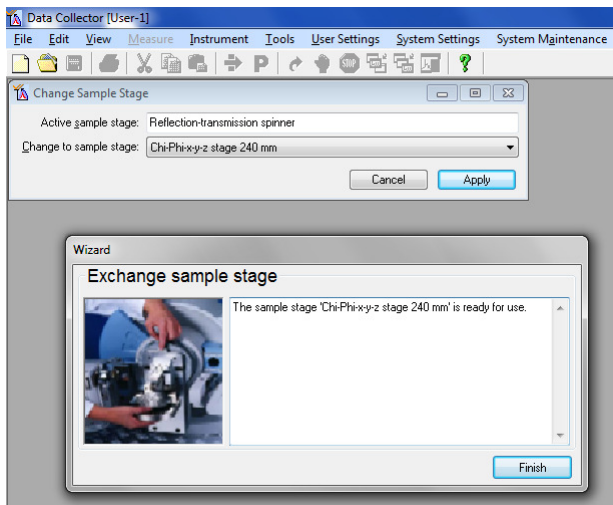 Data Collector [User-1]
File Edit View Measure Instrument Tools User Settings System Settings System Maintenance
P STOP ?
Change Sample Stage
Active sample stage: Reflection-transmission spinner
Change to sample stage: Chi-Phi-x-y-z stage 240 mm
Cancel Apply
Wizard
Exchange sample stage
The sample stage 'Chi-Phi-x-y-z stage 240 mm' is ready for use.
Finish